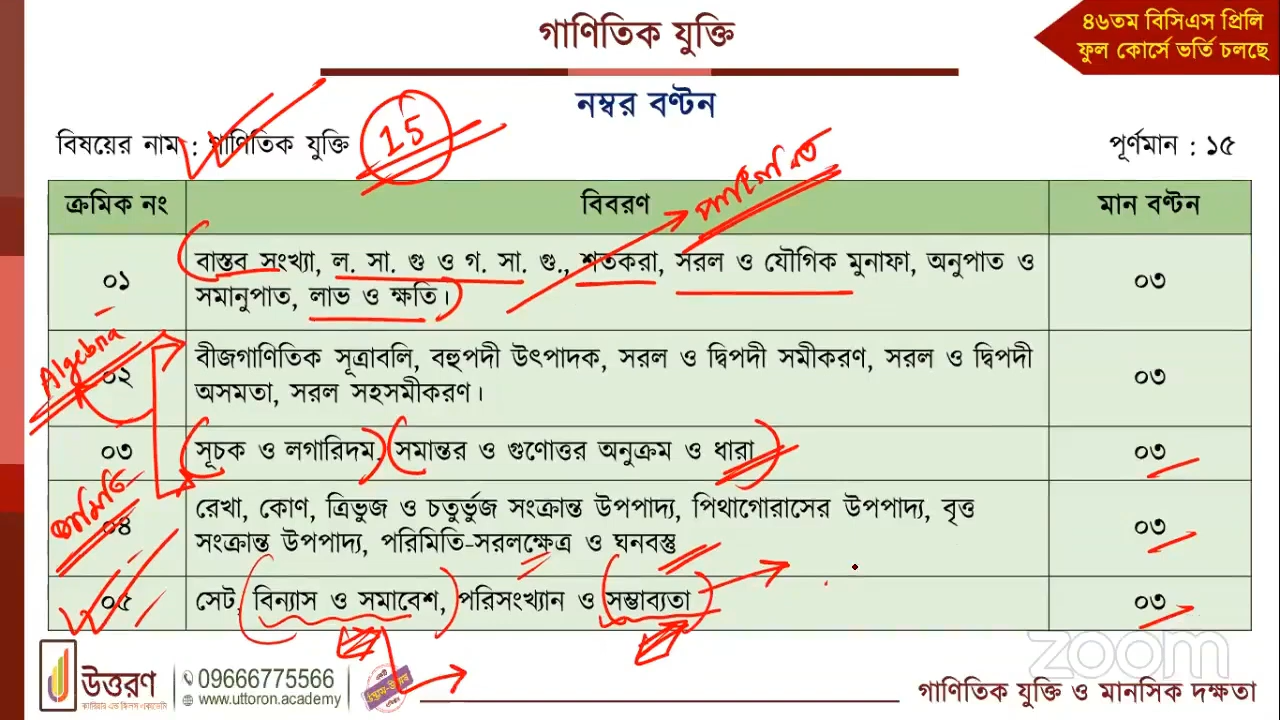 গাণিতিক যুক্তি
৪৬তম বিসিএস প্রিলি
ফুল কোর্সে ভর্তি চলছে
নম্বর বণ্টন
বিষয়ের নাম : গাণিতিক যুক্তি
15
পূর্ণমান : ১৫
ক্রমিক নং
বিবরণ
মান বণ্টন
পাটিগণিত
০১
বাস্তব সংখ্যা, ল. সা. গু ও গ. সা. গু., শতকরা, সরল ও যৌগিক মুনাফা, অনুপাত ও
সমানুপাত, লাভ ও ক্ষতি।
০৩
Algebra
০২
বীজগাণিতিক সূত্রাবলি, বহুপদী উৎপাদক, সরল ও দ্বিপদী সমীকরণ, সরল ও দ্বিপদী
অসমতা, সরল সহসমীকরণ।
০৩
০৩
সূচক ও লগারিদম, সমান্তর ও গুণোত্তর অনুক্রম ও ধারা
০৩
জ্যামিতি
০৪
রেখা, কোণ, ত্রিভুজ ও চতুর্ভুজ সংক্রান্ত উপপাদ্য, পিথাগোরাসের উপপাদ্য, বৃত্ত
সংক্রান্ত উপপাদ্য, পরিমিতি-সরলক্ষেত্র ও ঘনবস্তু
০৩
০৫
সেট, বিন্যাস ও সমাবেশ, পরিসংখ্যান ও সম্ভাব্যতা
০৩
zoom
উত্তরণ
ক্যারিয়ার এন্ড স্কিলস একাডেমি
09666775566
www.uttoron.academy
গাণিতিক যুক্তি ও মানসিক দক্ষতা